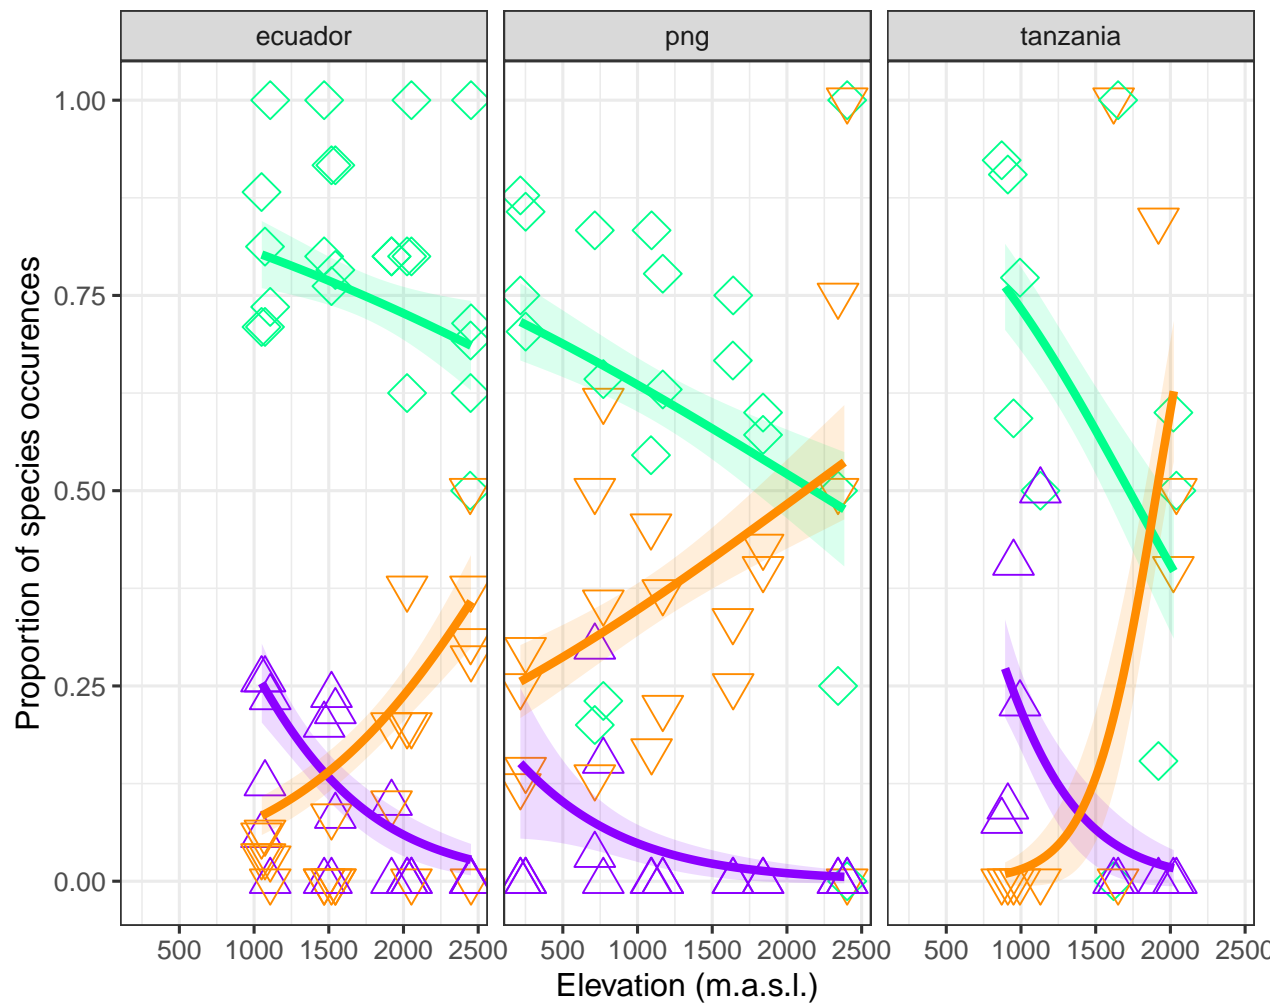 ecuador png tanzania
1.00
0.75
0.50
0.25
0.00
500 1000 1500 2000 2500 500 1000 1500 2000 2500 500 1000 1500 2000 2500
Elevation (m.a.s.l.)
Proportion of species occurences